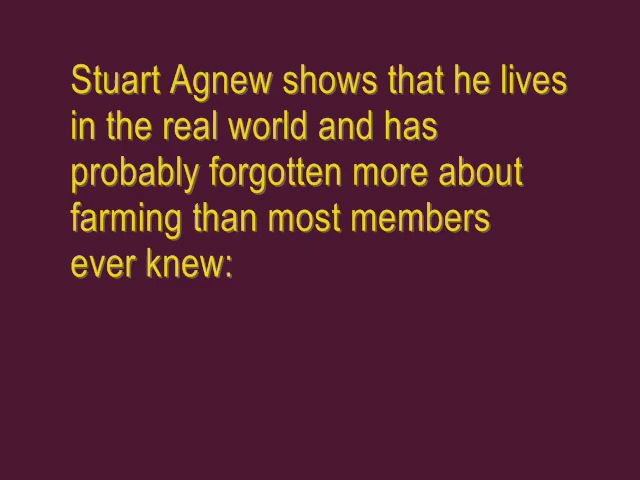 Stuart Agnew shows that he lives
in the real world and has
probably forgotten more about
farming than most members
ever knew: